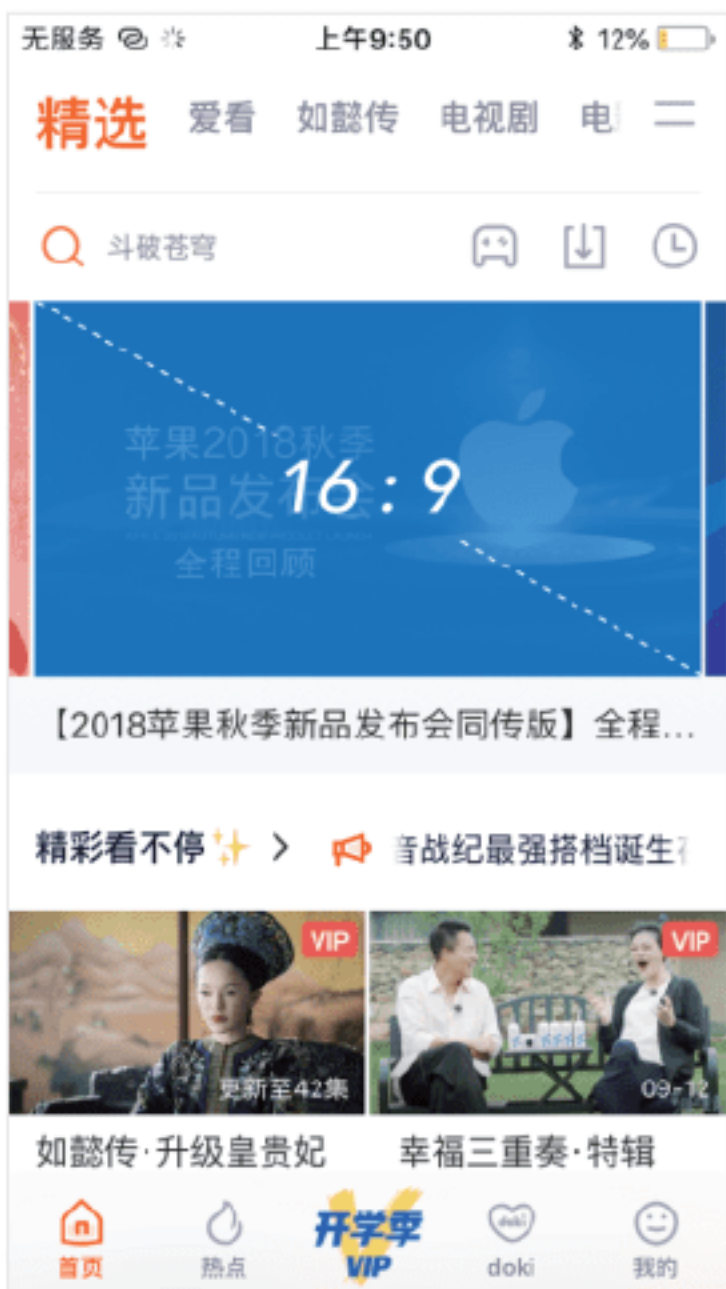 无服务 上午9:50 12%
精选 爱看 如懿传 电视剧 电
斗破苍穹
苹果2018秋季
新品发布会
全程回顾
16:9
【2018苹果秋季新品发布会同传版】全程...
精彩看不停 > 音战纪最强搭档诞生
VIP VIP
更新至42集 09-12
如懿传·升级皇贵妃 幸福三重奏·特辑
开学季
doki
首页 热点 VIP doki 我的